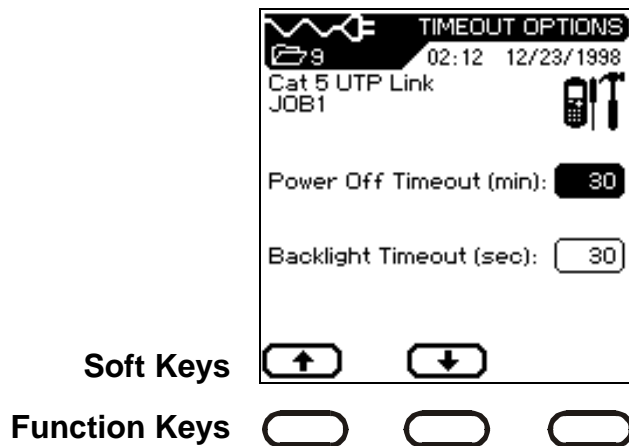 TIMEOUT OPTIONS
9 02:12 12/23/1998
Cat 5 UTP Link
JOB1
Power Off Timeout (min): 30
Backlight Timeout (sec): 30
Soft Keys
Function Keys